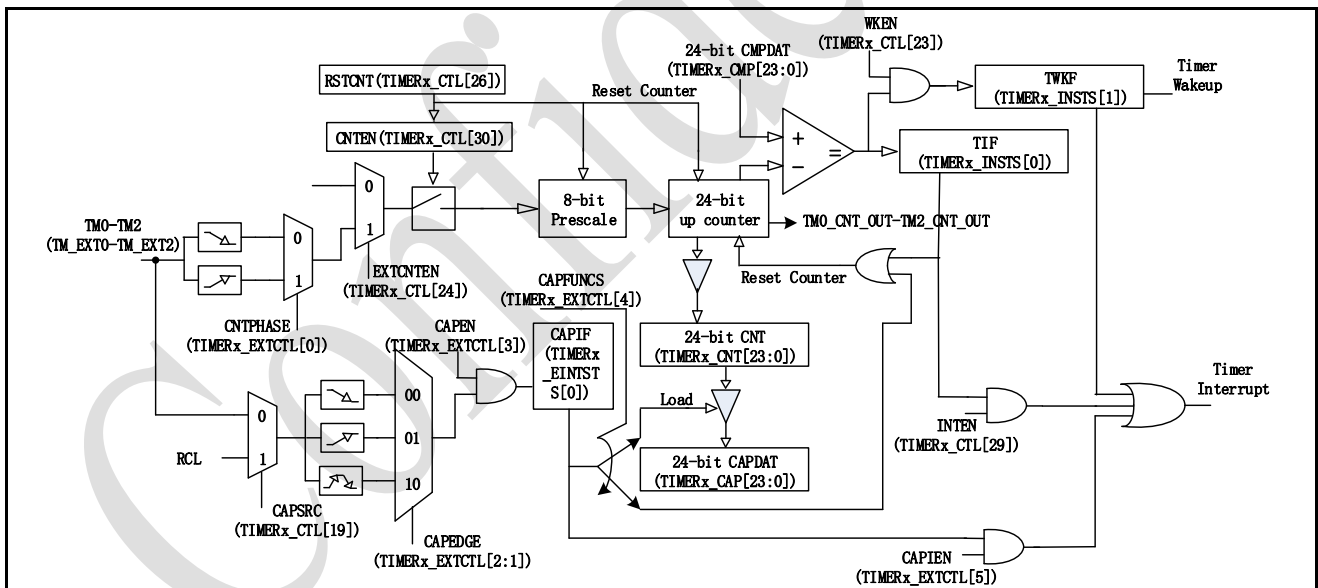 WKEN
(TIMERx_CTL[23])
24-bit CMPDAT
(TIMERx_CMP[23:0])
Timer
Wakeup
TWKF
(TIMERx_INSTS[1])
RSTCNT(TIMERx_CTL[26])
Reset Counter
CNTEN(TIMERx_CTL[30])
+
−
=
TIF
(TIMERx_INSTS[0])
0
1
8-bit
Prescale
24-bit
up counter
TM0_CNT_OUT-TM2_CNT_OUT
TM0-TM2
(TM_EXT0-TM_EXT2)
0
1
EXTCNTEN
(TIMERx_CTL[24])
CAPFUNCS
(TIMERx_EXTCTL[4])
Reset Counter
CNTPHASE
(TIMERx_EXTCTL[0])
CAPEN
(TIMERx_EXTCTL[3])
CAPIF
(TIMERx
_EINTST
S[0])
24-bit CNT
(TIMERx_CNT[23:0])
Timer
Interrupt
00
01
10
Load
0
1
RCL
INTEN
(TIMERx_CTL[29])
24-bit CAPDAT
(TIMERx_CAP[23:0])
CAPSRC
(TIMERx_CTL[19])
CAPEDGE
(TIMERx_EXTCTL[2:1])
CAPIEN
(TIMERx_EXTCTL[5])
Confid